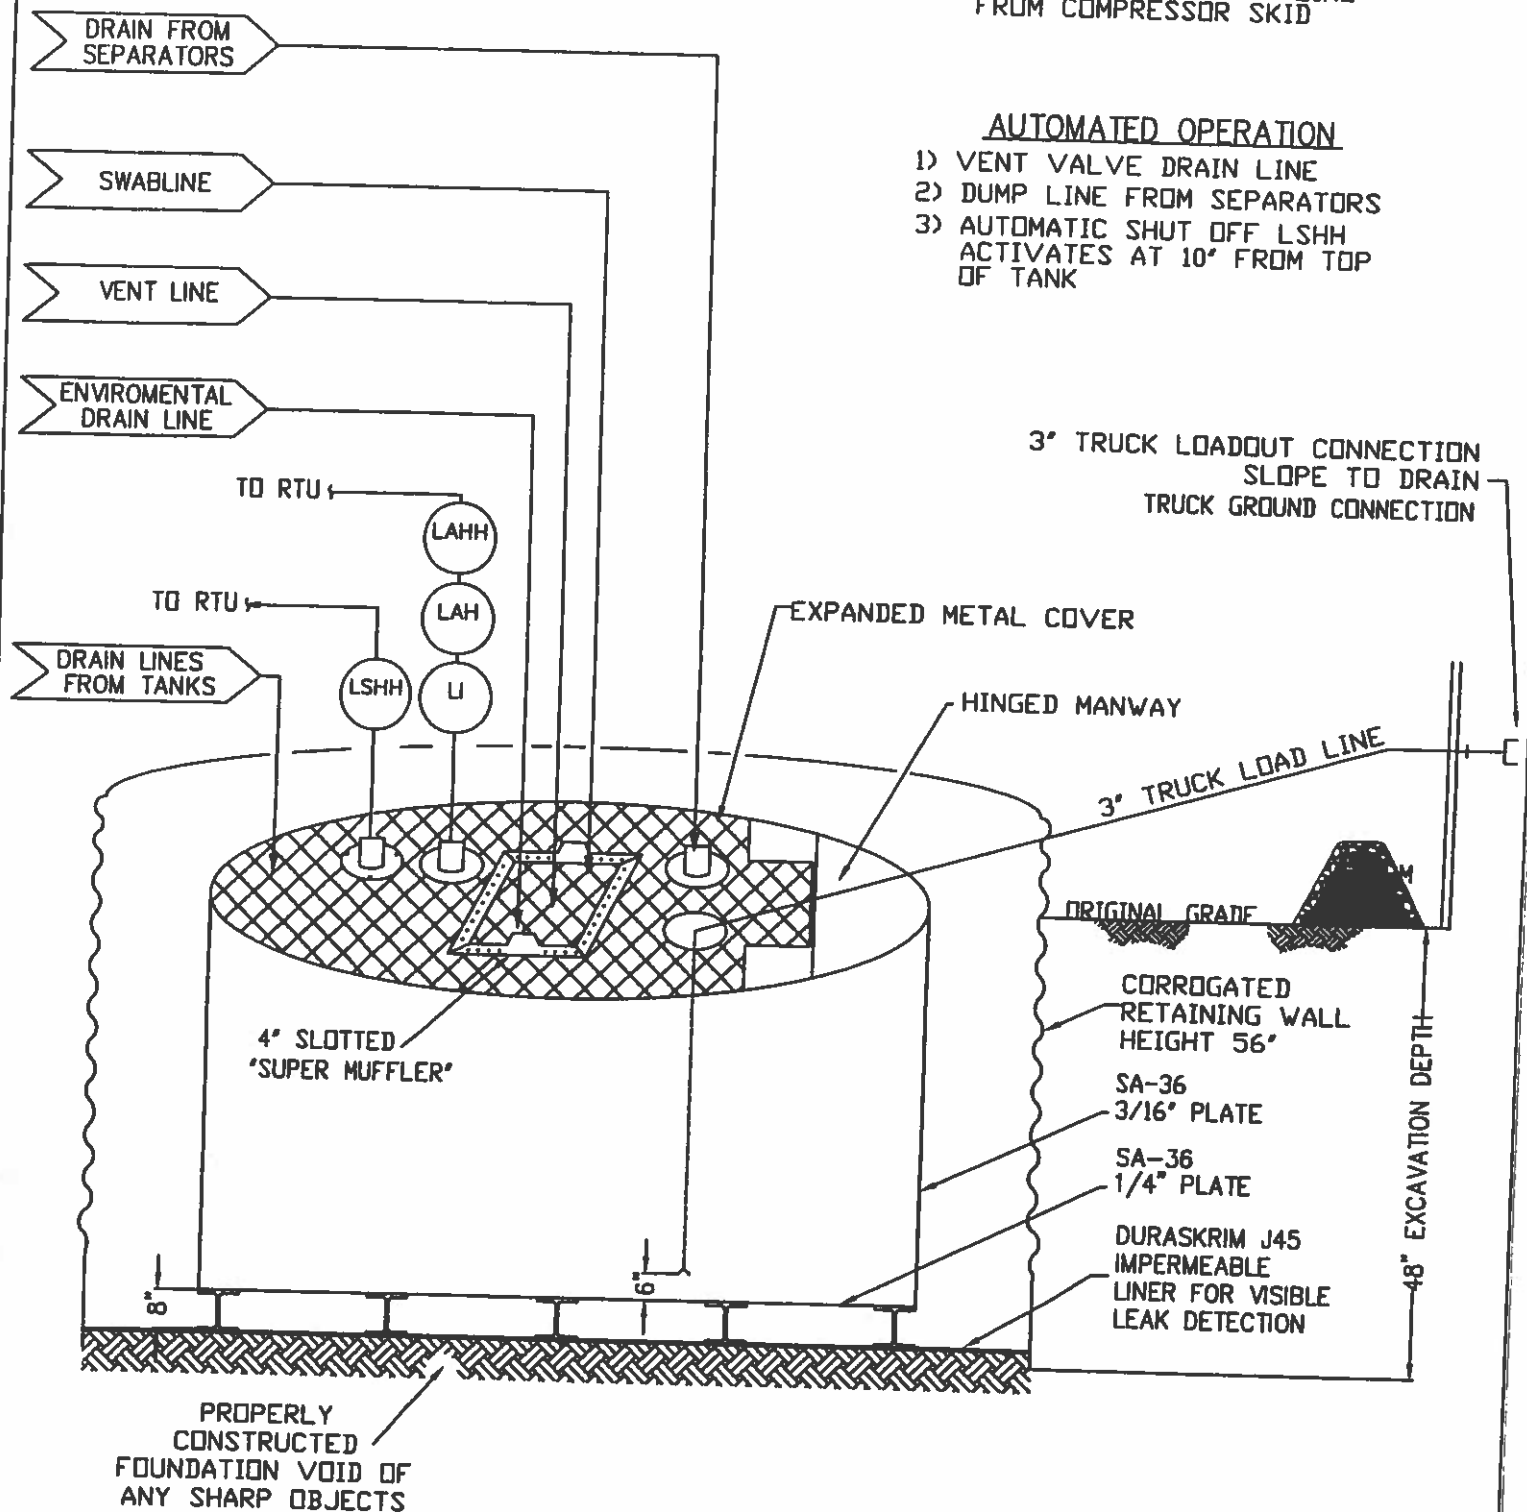 FROM COMPRESSOR SKID
DRAIN FROM
SEPARATORS
AUTOMATED OPERATION
1) VENT VALVE DRAIN LINE
2) DUMP LINE FROM SEPARATORS
3) AUTOMATIC SHUT OFF LSHH
ACTIVATES AT 10" FROM TOP
OF TANK
SWABLINE
VENT LINE
ENVIROMENTAL
DRAIN LINE
3" TRUCK LOADOUT CONNECTION
SLOPE TO DRAIN
TRUCK GROUND CONNECTION
TO RTU
LAHH
TO RTU
LAH
EXPANDED METAL COVER
DRAIN LINES
FROM TANKS
LSHH
LI
HINGED MANWAY
3" TRUCK LOAD LINE
ORIGINAL GRADE
4" SLOTTED
"SUPER MUFFLER"
CORROGATED
RETAINING WALL
HEIGHT 56"
SA-36
3/16" PLATE
SA-36
1/4" PLATE
DURASKRIM J45
IMPERMEABLE
LINER FOR VISIBLE
LEAK DETECTION
48" EXCAVATION DEPTH
8"
6"
PROPERLY
CONSTRUCTED
FOUNDATION VOID OF
ANY SHARP OBJECTS